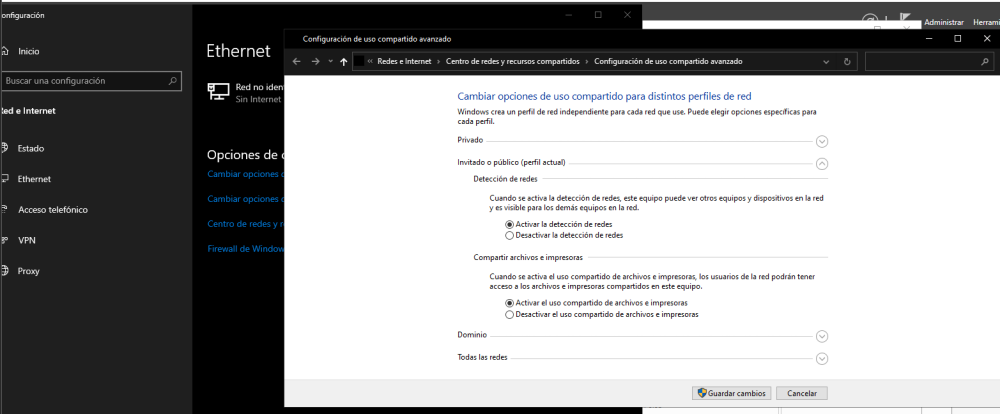 onfiguración
Inicio
Buscar una configuración
Red e Internet
Estado
Ethernet
Acceso telefónico
VPN
Proxy
Ethernet
Red no iden
Sin Internet
Opciones de c
Cambiar opciones c
Cambiar opciones c
Centro de redes y r
Firewall de Window
Administrar Herrami
Configuración de uso compartido avanzado
« Redes e Internet › Centro de redes y recursos compartidos › Configuración de uso compartido avanzado
Cambiar opciones de uso compartido para distintos perfiles de red
Windows crea un perfil de red independiente para cada red que use. Puede elegir opciones específicas para
cada perfil.
Privado
Invitado o público (perfil actual)
Detección de redes
Cuando se activa la detección de redes, este equipo puede ver otros equipos y dispositivos en la red
y es visible para los demás equipos en la red.
Activar la detección de redes
Desactivar la detección de redes
Compartir archivos e impresoras
Cuando se activa el uso compartido de archivos e impresoras, los usuarios de la red podrán tener
acceso a los archivos e impresoras compartidos en este equipo.
Activar el uso compartido de archivos e impresoras
Desactivar el uso compartido de archivos e impresoras
Dominio
Todas las redes
Guardar cambios
Cancelar